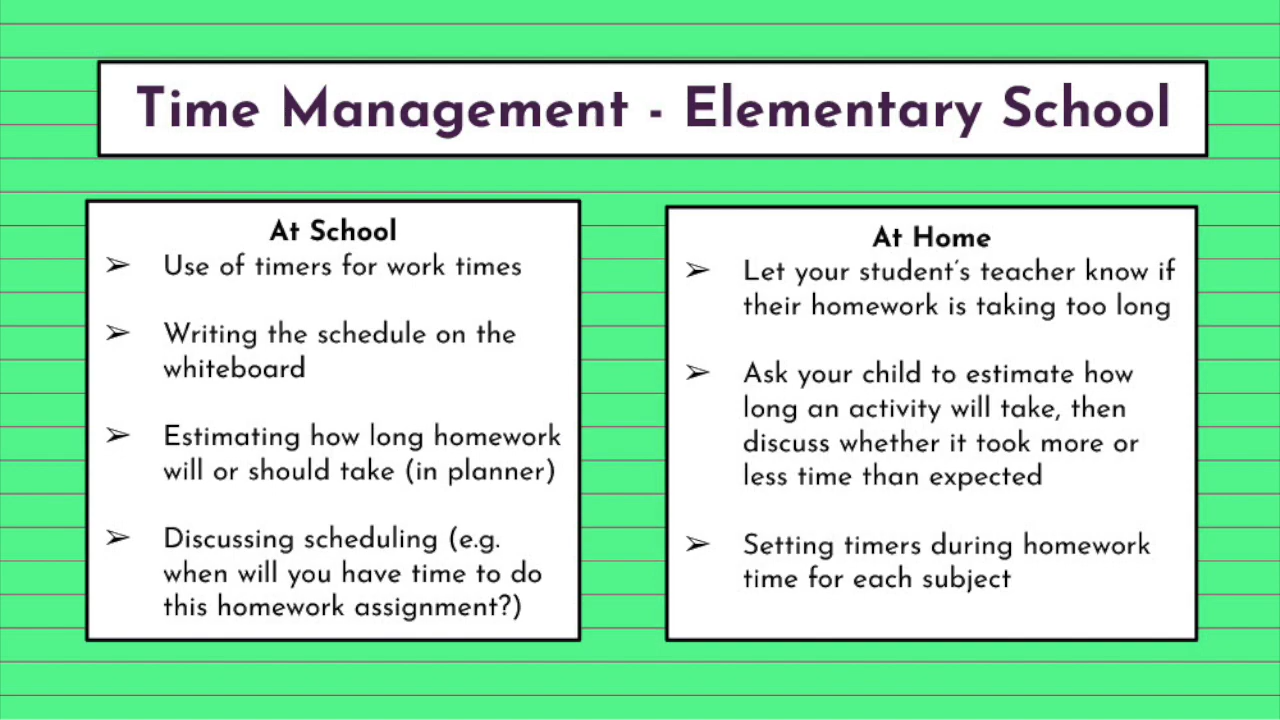 Time Management - Elementary School
At School
➢ Use of timers for work times
➢ Writing the schedule on the
whiteboard
➢ Estimating how long homework
will or should take (in planner)
➢ Discussing scheduling (e.g.
when will you have time to do
this homework assignment?)
At Home
➢ Let your student's teacher know if
their homework is taking too long
➢ Ask your child to estimate how
long an activity will take, then
discuss whether it took more or
less time than expected
➢ Setting timers during homework
time for each subject